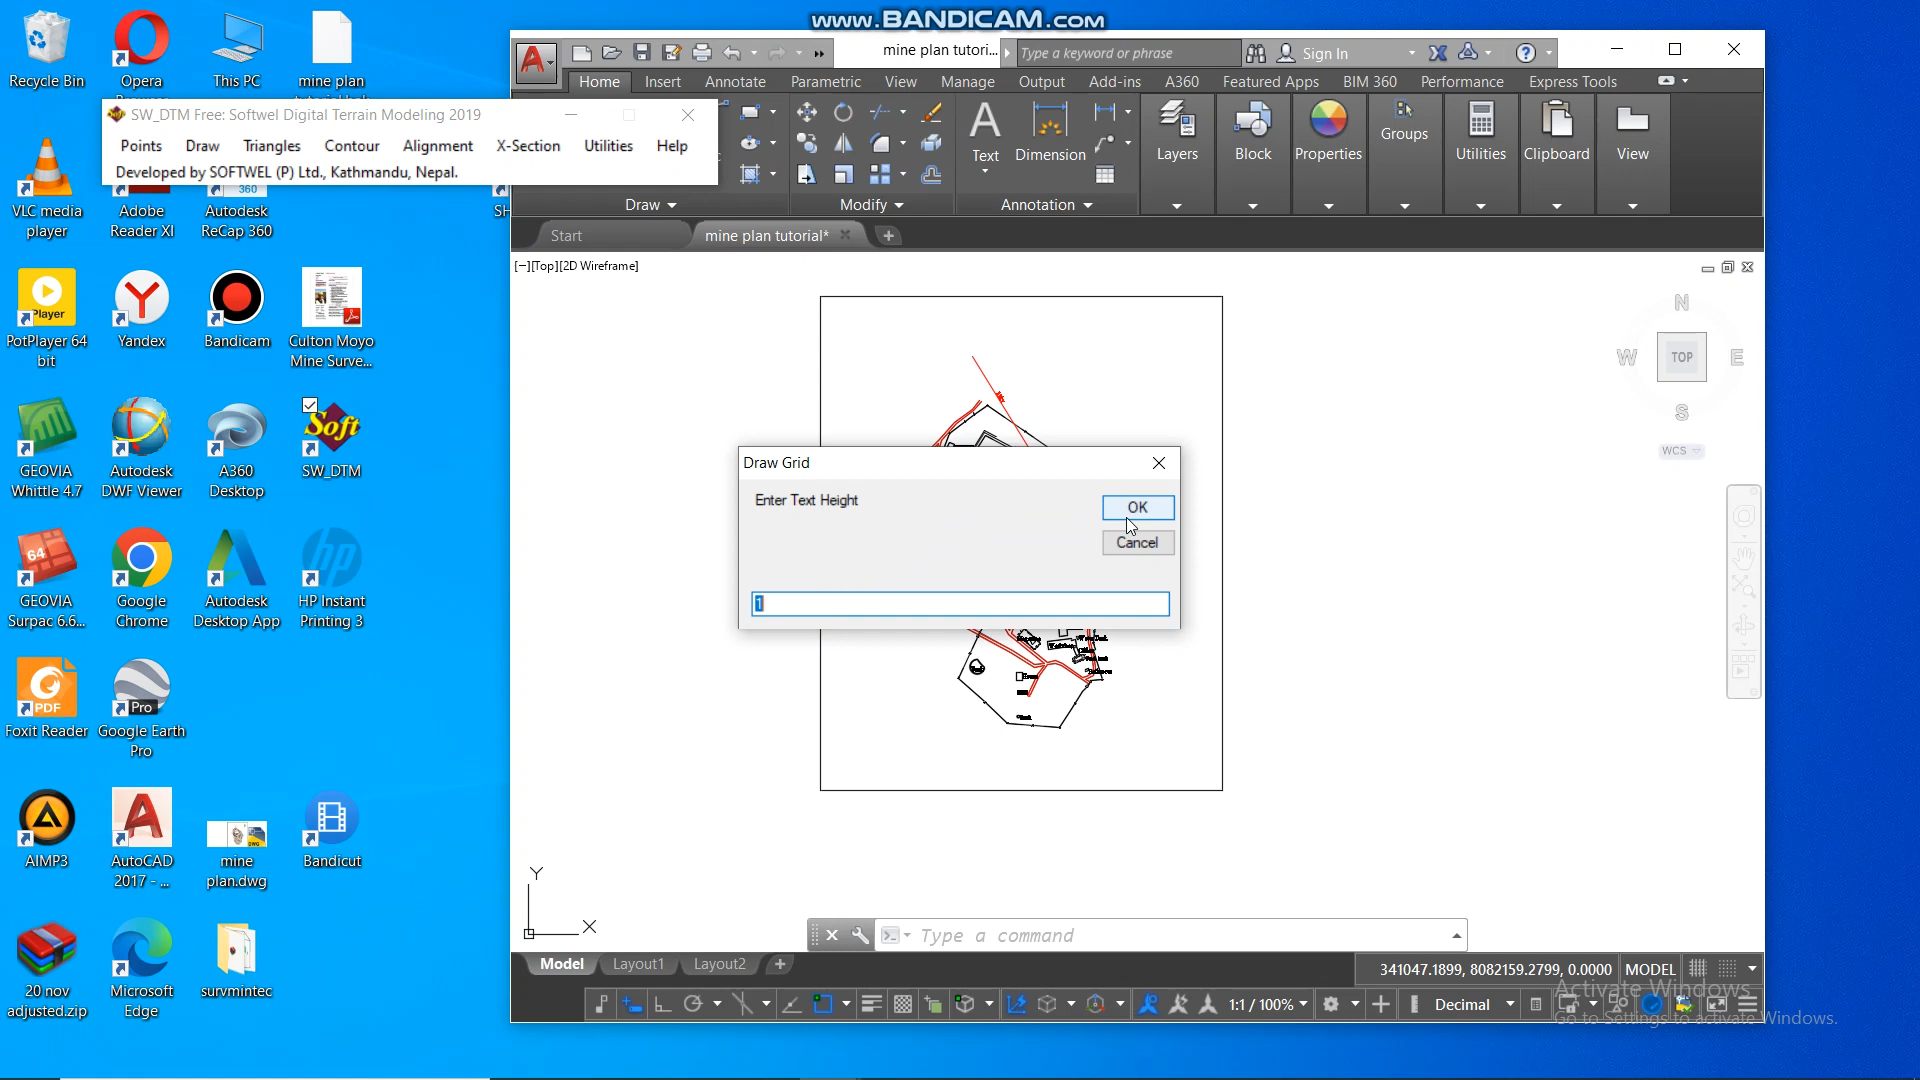 www.BANDICAM.com
Recycle Bin
Opera
This PC
mine plan
SW_DTM Free: Softwel Digital Terrain Modeling 2019
Points Draw Triangles Contour Alignment X-Section Utilities Help
Developed by SOFTWEL (P) Ltd., Kathmandu, Nepal.
VLC media
player
Adobe
Reader XI
360
Autodesk
ReCap 360
SH
PotPlayer 64
bit
Yandex
Bandicam
Culton Moyo
Mine Surve...
GEOVIA
Whittle 4.7
Autodesk
DWF Viewer
A360
Desktop
Soft
SW_DTM
64
GEOVIA
Surpac 6.6...
Google
Chrome
Autodesk
Desktop App
HP Instant
Printing 3
PDF
Foxit Reader
Pro
Google Earth
Pro
AIMP3
AutoCAD
2017 - ...
mine
plan.dwg
Bandicut
20 nov
adjusted.zip
Microsoft
Edge
survmintec
mine plan tutori...
Type a keyword or phrase
Sign In
Home Insert Annotate Parametric View Manage Output Add-ins A360 Featured Apps BIM 360 Performance Express Tools
Text Dimension Layers Block Properties Groups Utilities Clipboard View
Draw Modify Annotation
Start
mine plan tutorial*
[−][Top][2D Wireframe]
N
W TOP E
S
WCS
Draw Grid
Enter Text Height
OK
Cancel
1
Y
X
Type a command
Model Layout1 Layout2
341047.1899, 8082159.2799, 0.0000 MODEL
1:1 / 100% Decimal
Activate Windows
Go to Settings to activate Windows.